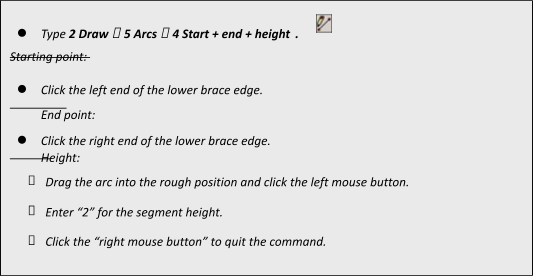 ● Type 2 Draw ▯ 5 Arcs ▯ 4 Start + end + height .
Starting point:
● Click the left end of the lower brace edge.
End point:
● Click the right end of the lower brace edge.
Height:
▯ Drag the arc into the rough position and click the left mouse button.
▯ Enter “2” for the segment height.
▯ Click the “right mouse button” to quit the command.